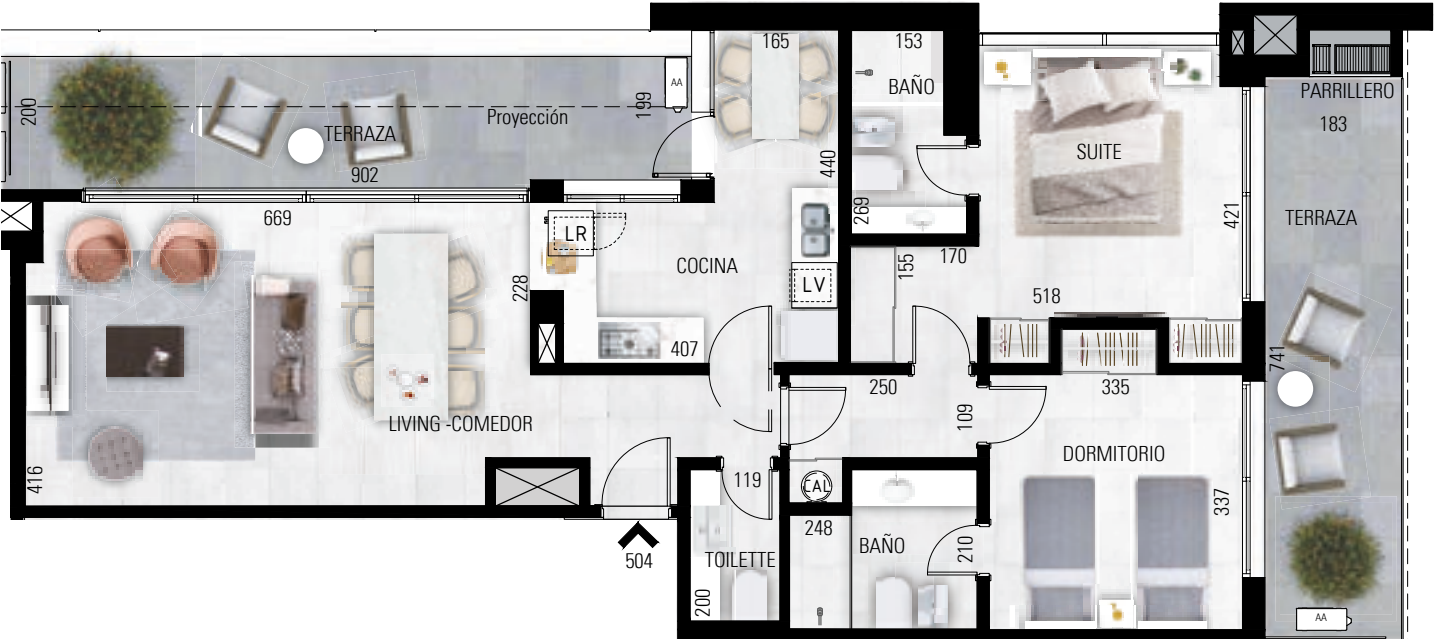 165
153
AA
BAÑO
PARRILLERO
200
199
Proyección
183
TERRAZA
SUITE
440
902
669
269
421
TERRAZA
LR
COCINA
170
155
228
LV
518
407
741
250
335
109
LIVING -COMEDOR
DORMITORIO
416
119
CAL
337
248
504
TOILETTE
BAÑO
210
200
AA